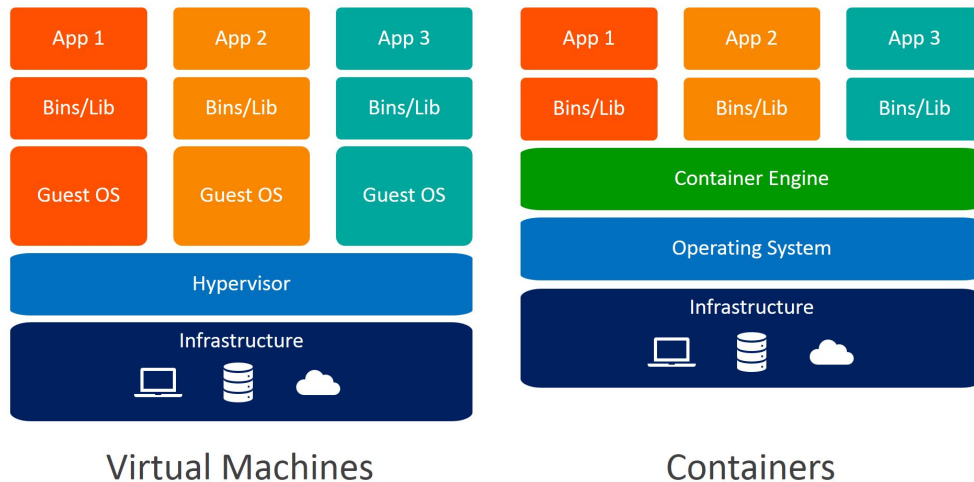 App 1
App 2
App 3
Bins/Lib
Bins/Lib
Bins/Lib
Guest OS
Guest OS
Guest OS
Hypervisor
Infrastructure
Virtual Machines
App 1
App 2
App 3
Bins/Lib
Bins/Lib
Bins/Lib
Container Engine
Operating System
Infrastructure
Containers